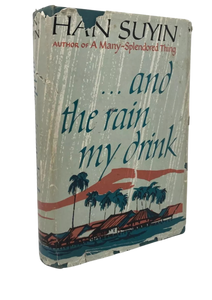 HAN SUYIN
AUTHOR OF A MANY-SPLENDORED THING
... and
the rain
my drink